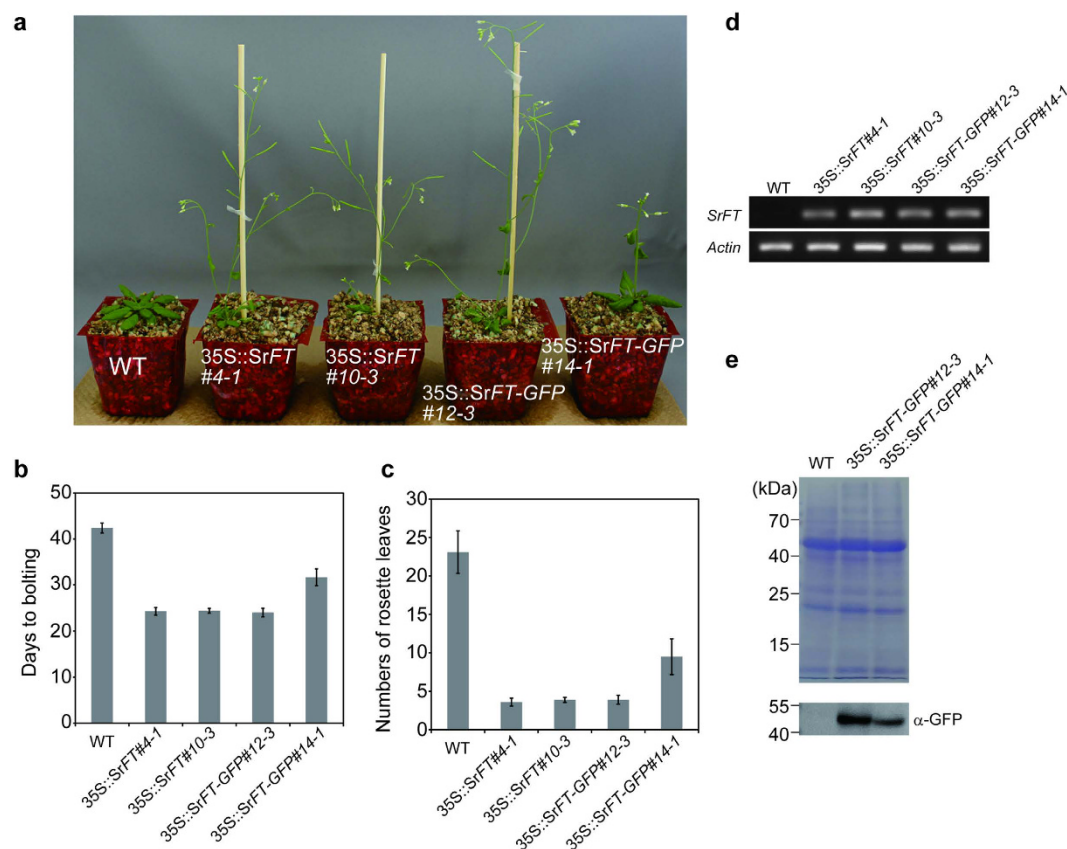 a
WT
35S::SrFT
#4-1
35S::SrFT
#10-3
35S::SrFT-GFP
#12-3
35S::SrFT-GFP
#14-1
b
Days to bolting
50
40
30
20
10
0
WT
35S::SrFT#4-1
35S::SrFT#10-3
35S::SrFT-GFP#12-3
35S::SrFT-GFP#14-1
c
Numbers of rosette leaves
30
25
20
15
10
5
0
WT
35S::SrFT#4-1
35S::SrFT#10-3
35S::SrFT-GFP#12-3
35S::SrFT-GFP#14-1
d
WT
35S::SrFT#4-1
35S::SrFT#10-3
35S::SrFT-GFP#12-3
35S::SrFT-GFP#14-1
SrFT
Actin
e
WT
35S::SrFT-GFP#12-3
35S::SrFT-GFP#14-1
(kDa)
70
40
25
15
55
40
α-GFP